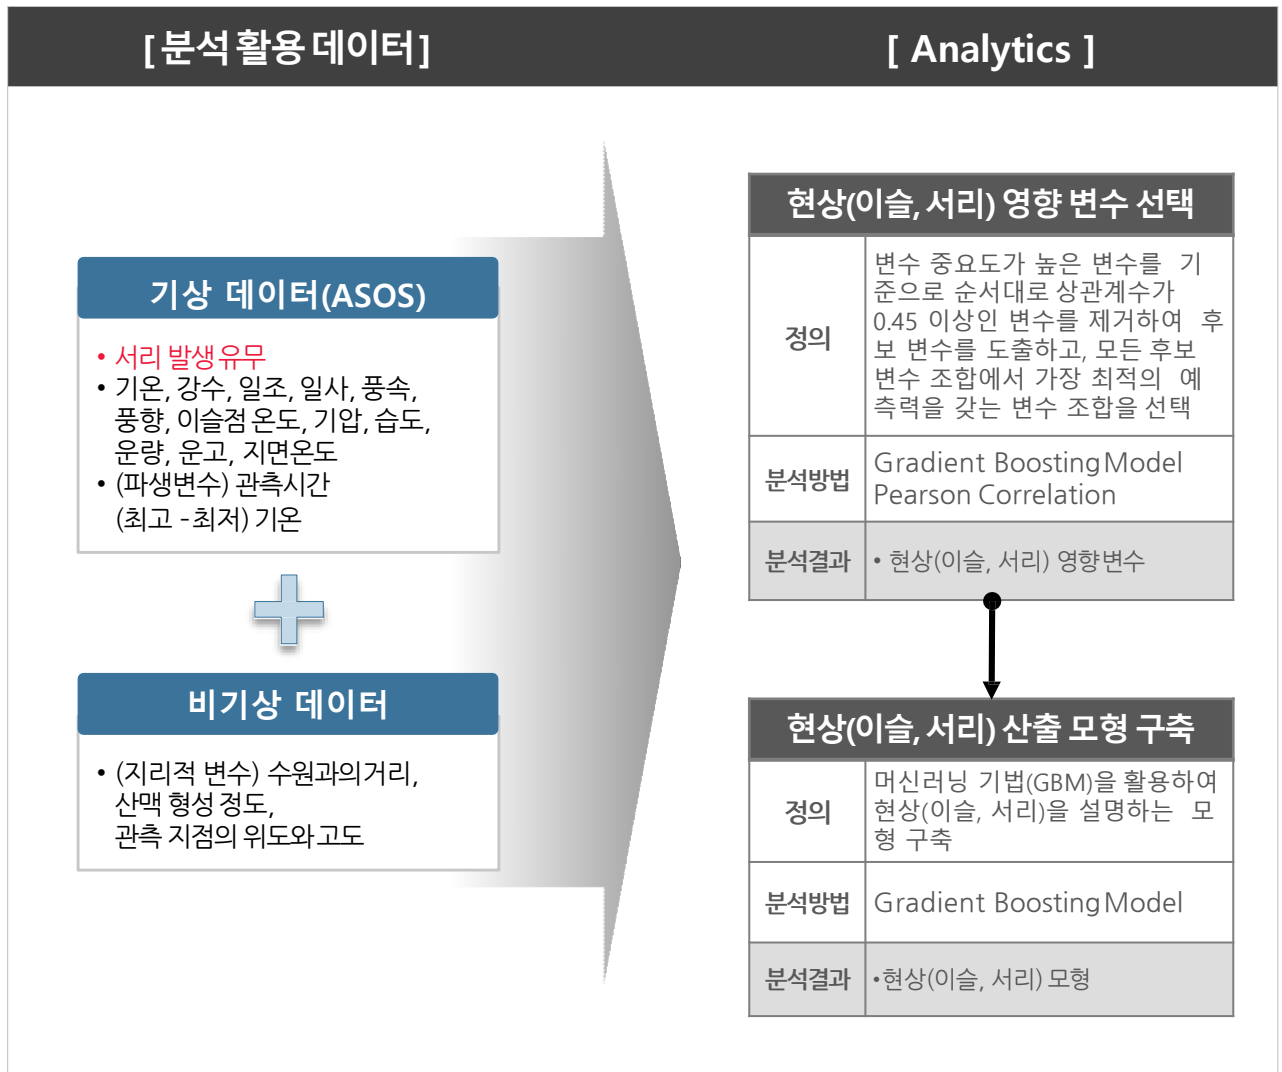 [분석 활용 데이터]
[ Analytics ]
기상 데이터(ASOS)
• 서리 발생 유무
• 기온, 강수, 일조, 일사, 풍속,
풍향, 이슬점 온도, 기압, 습도,
운량, 운고, 지면온도
• (파생변수) 관측시간
(최고 - 최저) 기온
비기상 데이터
• (지리적 변수) 수원과의거리,
산맥 형성 정도,
관측 지점의 위도와 고도
현상(이슬, 서리) 영향 변수 선택
정의
변수 중요도가 높은 변수를 기
준으로 순서대로 상관계수가
0.45 이상인 변수를 제거하여 후
보 변수를 도출하고, 모든 후보
변수 조합에서 가장 최적의 예
측력을 갖는 변수 조합을 선택
분석방법
Gradient Boosting Model
Pearson Correlation
분석결과
• 현상(이슬, 서리) 영향변수
현상(이슬, 서리) 산출 모형 구축
정의
머신러닝 기법(GBM)을 활용하여
현상(이슬, 서리)을 설명하는 모
형 구축
분석방법
Gradient Boosting Model
분석결과
•현상(이슬, 서리) 모형